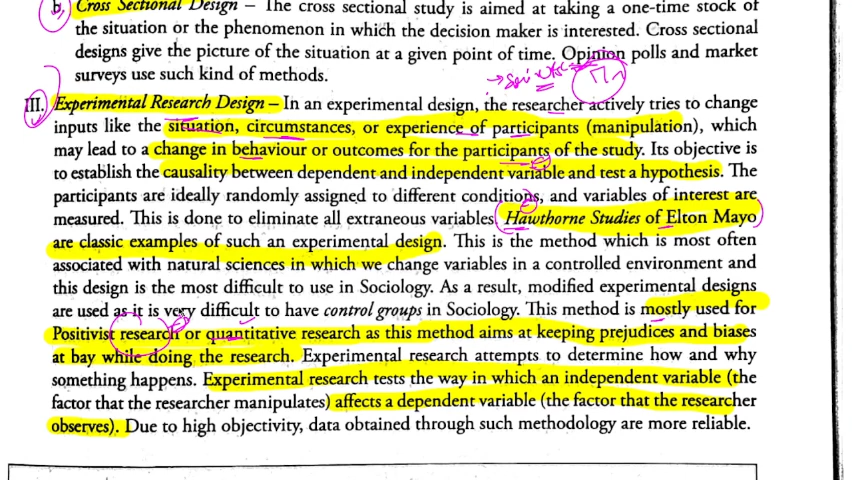 b. Cross Sectional Design – The cross sectional study is aimed at taking a one-time stock of
the situation or the phenomenon in which the decision maker is interested. Cross sectional
designs give the picture of the situation at a given point of time. Opinion polls and market
surveys use such kind of methods.
III. Experimental Research Design – In an experimental design, the researcher actively tries to change
inputs like the situation, circumstances, or experience of participants (manipulation), which
may lead to a change in behaviour or outcomes for the participants of the study. Its objective is
to establish the causality between dependent and independent variable and test a hypothesis. The
participants are ideally randomly assigned to different conditions, and variables of interest are
measured. This is done to eliminate all extraneous variables. Hawthorne Studies of Elton Mayo
are classic examples of such an experimental design. This is the method which is most often
associated with natural sciences in which we change variables in a controlled environment and
this design is the most difficult to use in Sociology. As a result, modified experimental designs
are used as it is very difficult to have control groups in Sociology. This method is mostly used for
Positivist research or quantitative research as this method aims at keeping prejudices and biases
at bay while doing the research. Experimental research attempts to determine how and why
something happens. Experimental research tests the way in which an independent variable (the
factor that the researcher manipulates) affects a dependent variable (the factor that the researcher
observes). Due to high objectivity, data obtained through such methodology are more reliable.